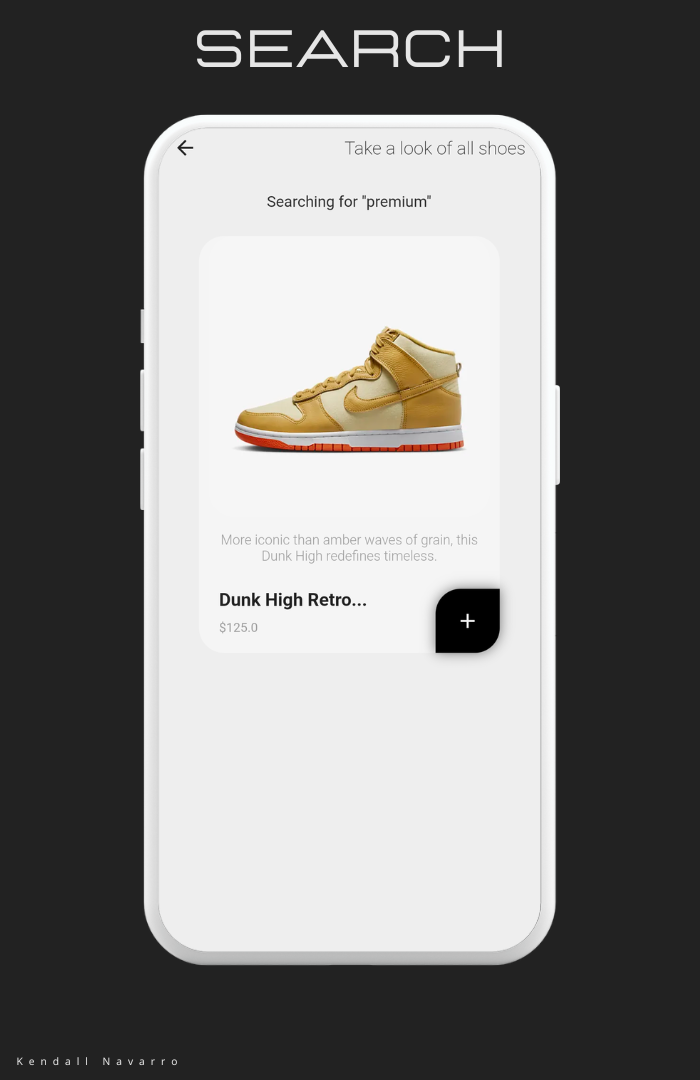 SEARCH
Take a look of all shoes
Searching for "premium"
More iconic than amber waves of grain, this
Dunk High redefines timeless.
Dunk High Retro...
$125.0
+
Kendall Navarro